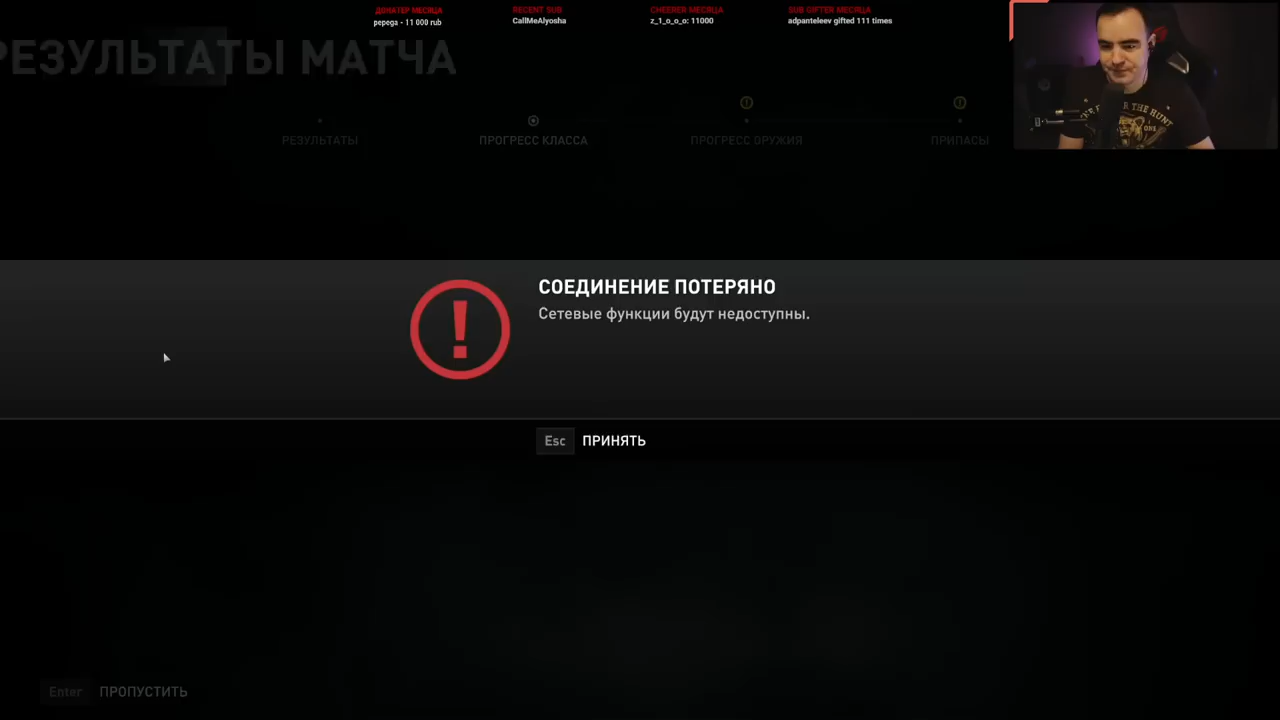 ДОНАТЕР МЕСЯЦА
pepega - 11 000 rub
RECENT SUB
CallMeAlyosha
CHEERER МЕСЯЦА
z_1_o_o_o: 11000
SUB GIFTER МЕСЯЦА
adpanteleev gifted 111 times
РЕЗУЛЬТАТЫ МАТЧА
РЕЗУЛЬТАТЫ
ПРОГРЕСС КЛАССА
ПРОГРЕСС ОРУЖИЯ
ПРИПАСЫ
СОЕДИНЕНИЕ ПОТЕРЯНО
Сетевые функции будут недоступны.
Esc ПРИНЯТЬ
Enter ПРОПУСТИТЬ